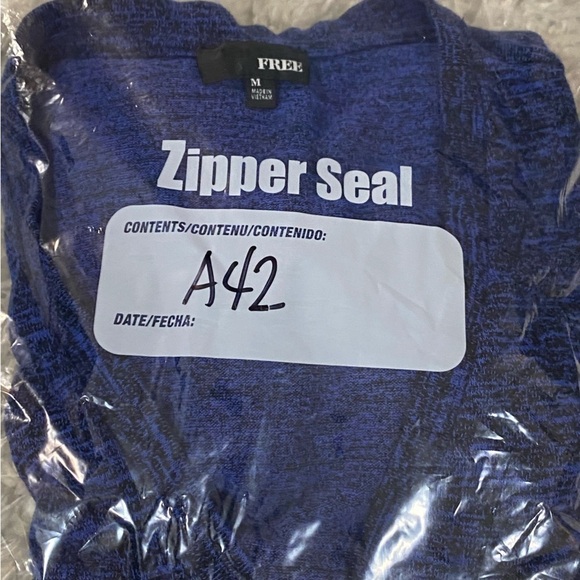 FREE
M
MADE IN
VIETNAM
Zipper Seal
CONTENTS/CONTENU/CONTENIDO:
A42
DATE/FECHA: